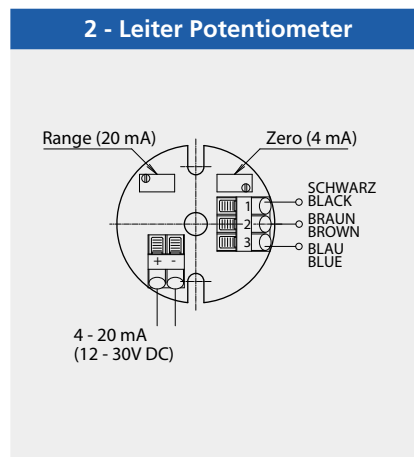 2 - Leiter Potentiometer
Range (20 mA)
Zero (4 mA)
1
SCHWARZ
BLACK
2
BRAUN
BROWN
3
BLAU
BLUE
+ -
4 - 20 mA
(12 - 30V DC)